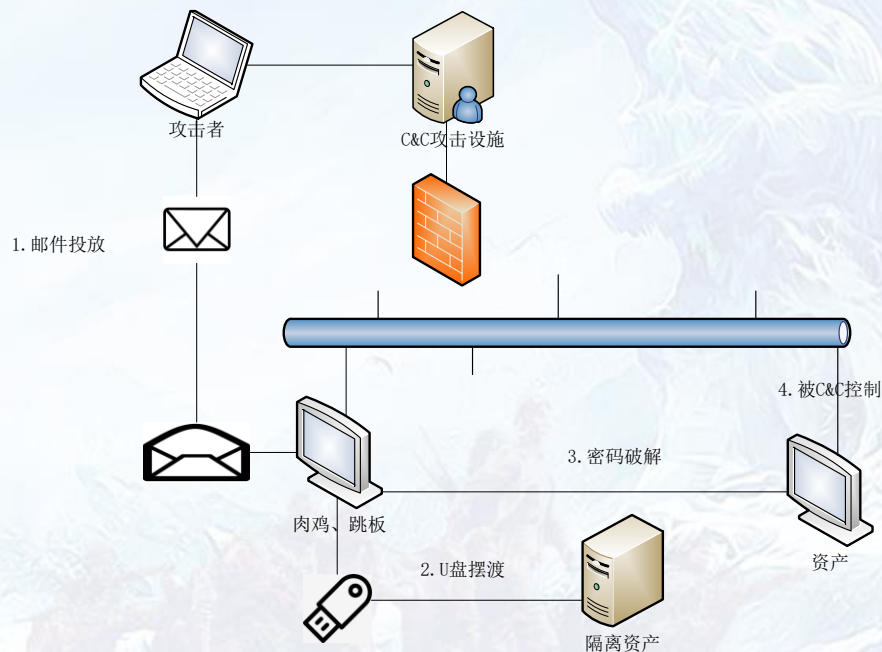 攻击者
C&C攻击设施
1.邮件投放
4.被C&C控制
3.密码破解
肉鸡、跳板
资产
2.U盘摆渡
隔离资产